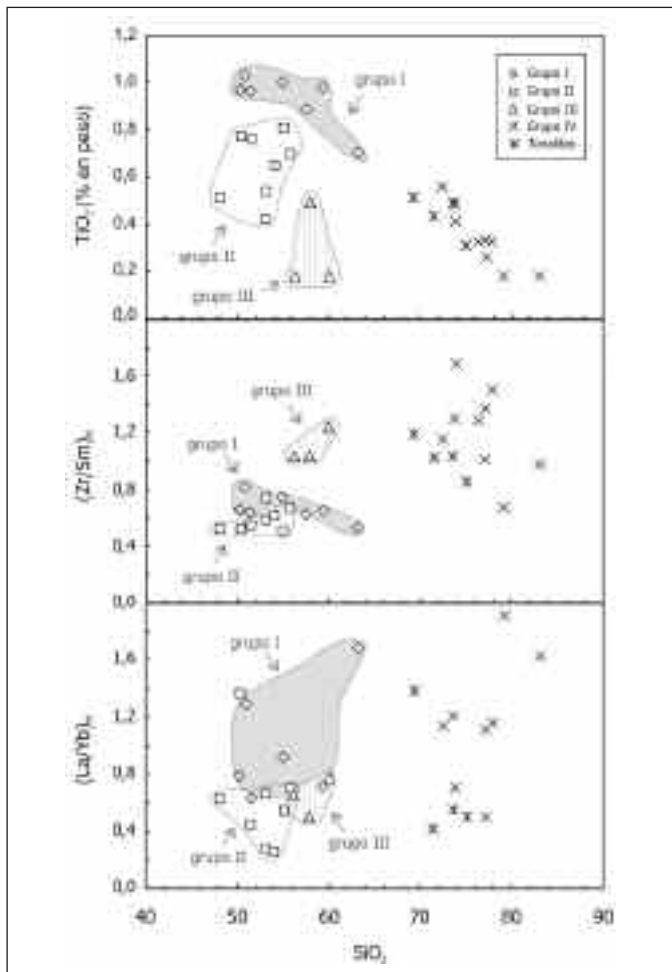 1,2
1,0
0,8
0,6
0,4
0,2
0,0
TiO₂ (% en peso)
grupo I
grupo II
grupo III
Grupo I
Grupo II
Grupo III
Grupo IV
Tonalitas
1,6
1,2
0,8
0,4
0,0
(Zr/Sm)ₙ
grupo III
grupo I
grupo II
1,6
1,2
0,8
0,4
0,0
(La/Yb)ₙ
grupo I
grupo II
grupo III
40 50 60 70 80 90
SiO₂